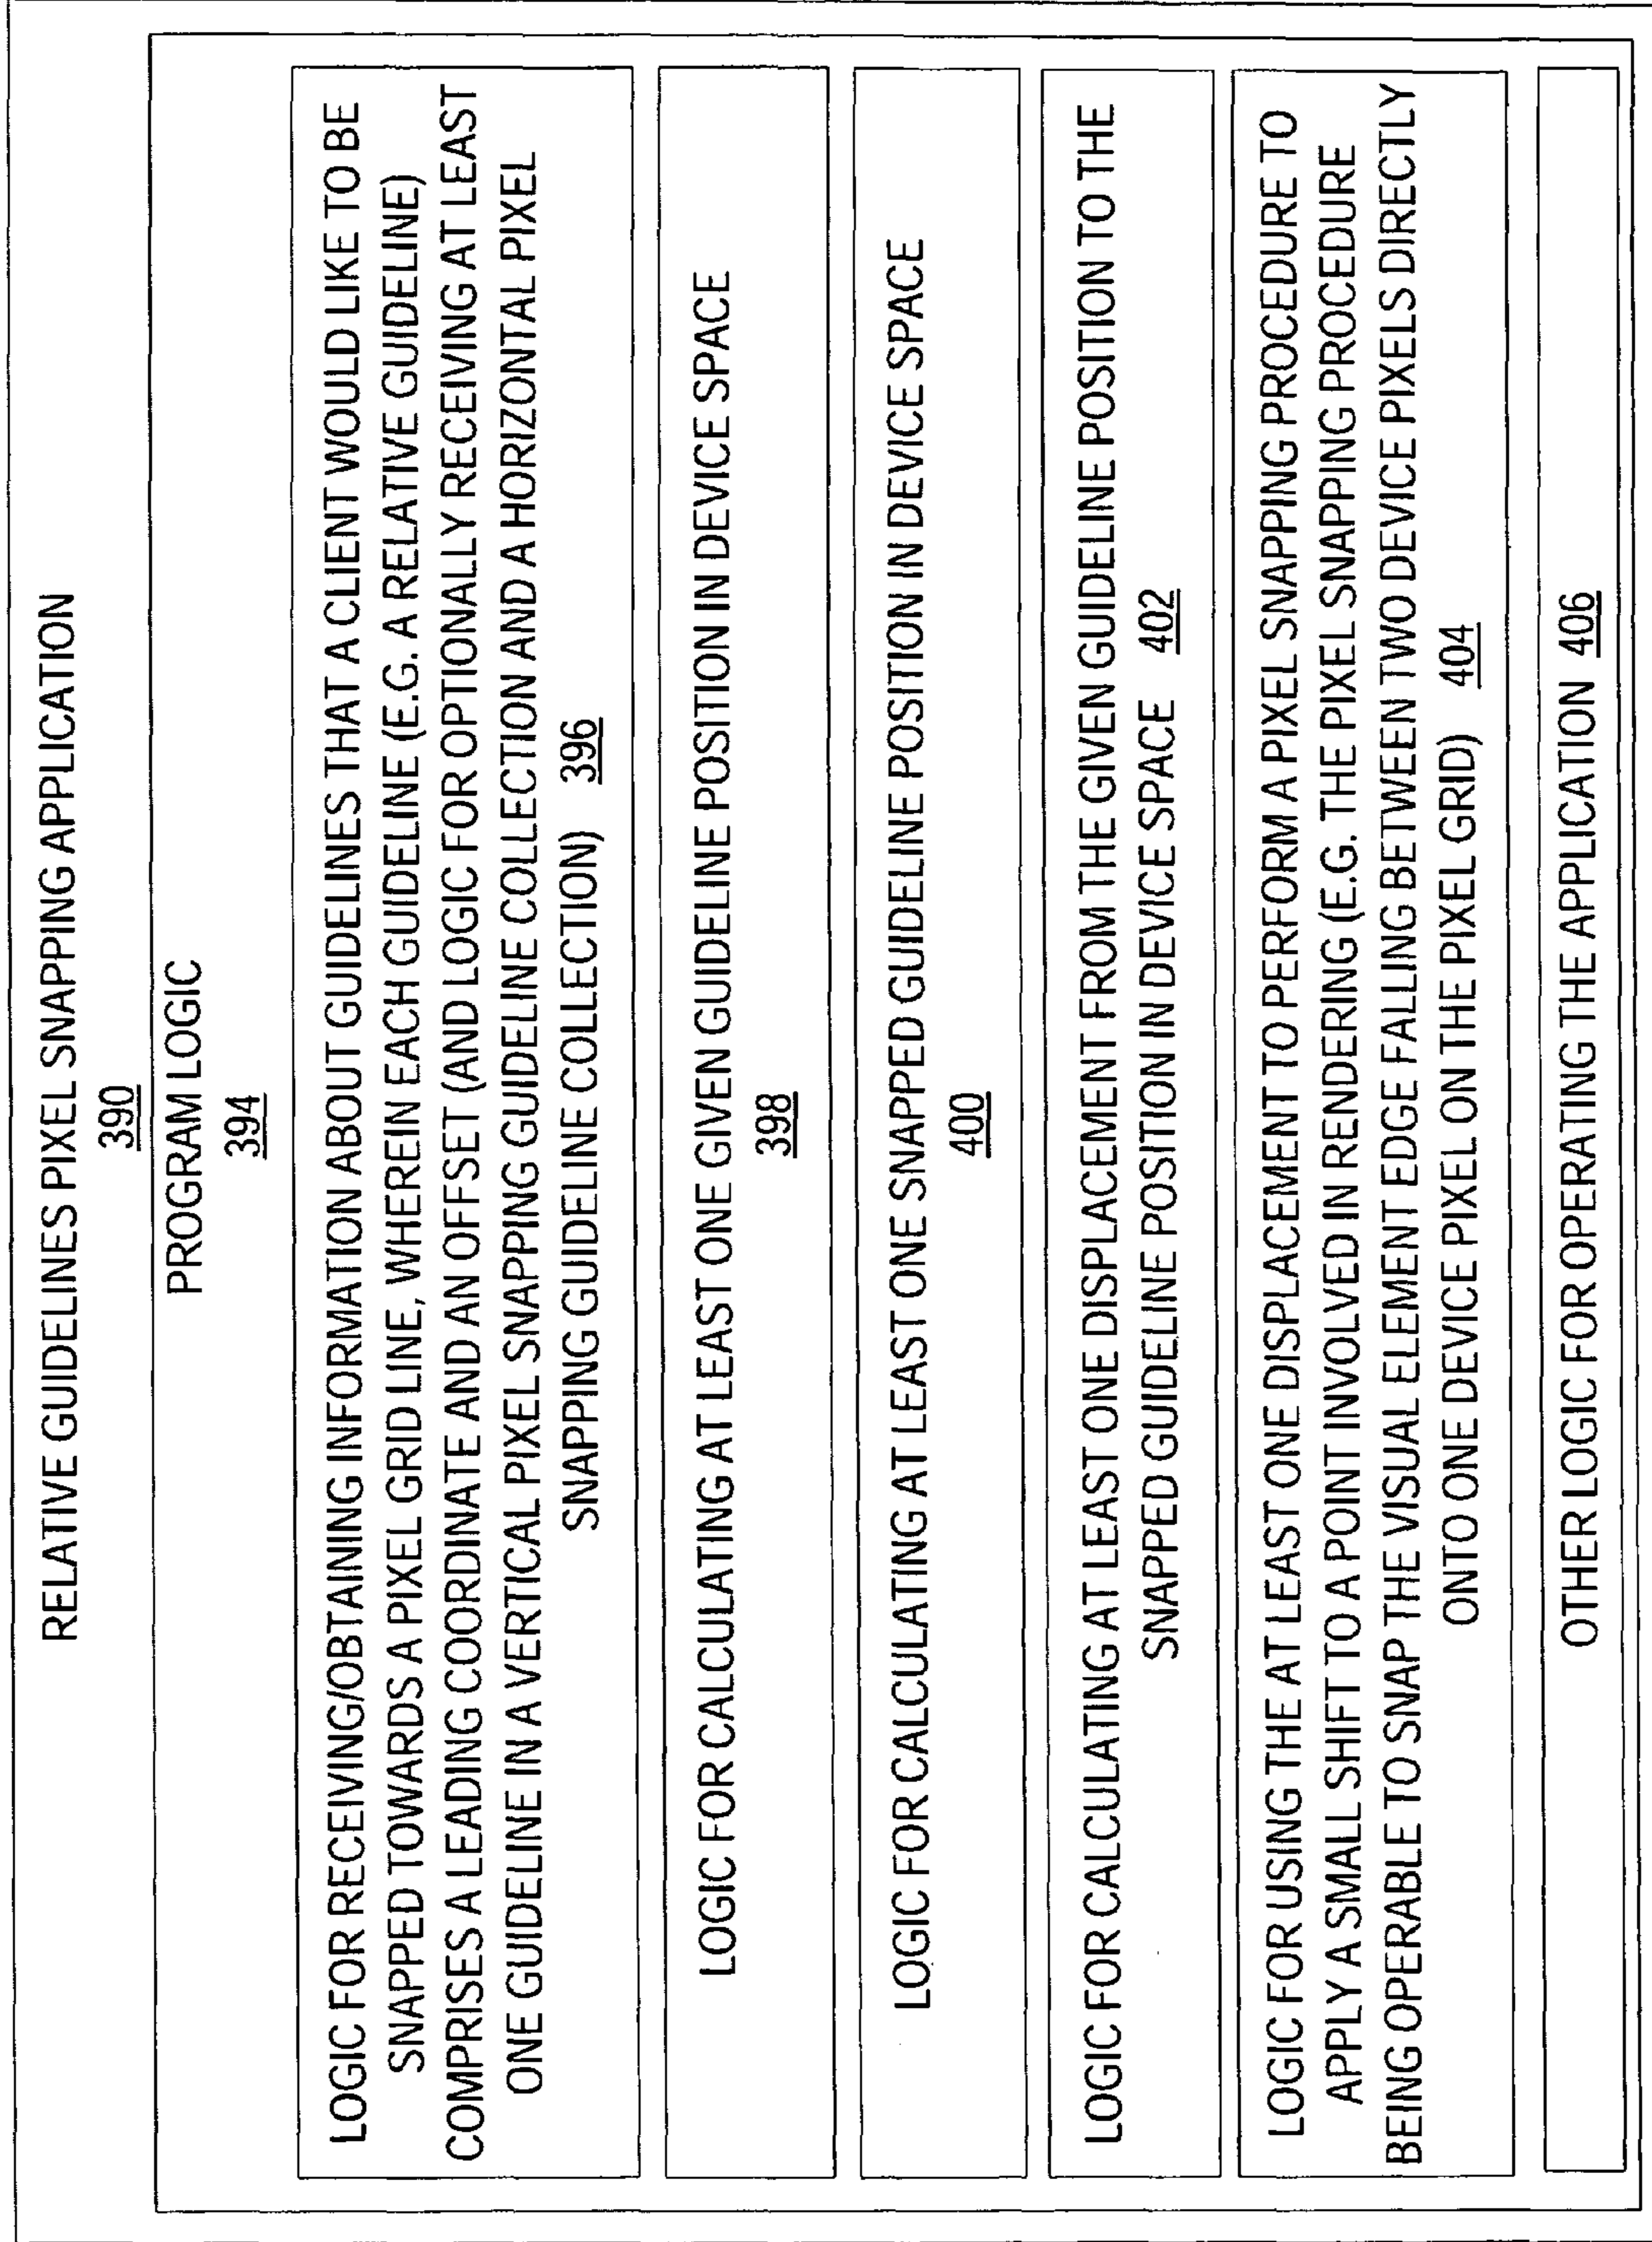 RELATIVE GUIDELINES PIXEL SNAPPING APPLICATION
390
PROGRAM LOGIC
394
LOGIC FOR RECEIVING/OBTAINING INFORMATION ABOUT GUIDELINES THAT A CLIENT WOULD LIKE TO BE
SNAPPED TOWARDS A PIXEL GRID LINE, WHEREIN EACH GUIDELINE (E.G. A RELATIVE GUIDELINE)
COMPRISES A LEADING COORDINATE AND AN OFFSET (AND LOGIC FOR OPTIONALLY RECEIVING AT LEAST
ONE GUIDELINE IN A VERTICAL PIXEL SNAPPING GUIDELINE COLLECTION AND A HORIZONTAL PIXEL
SNAPPING GUIDELINE COLLECTION) 396
LOGIC FOR CALCULATING AT LEAST ONE GIVEN GUIDELINE POSITION IN DEVICE SPACE
398
LOGIC FOR CALCULATING AT LEAST ONE SNAPPED GUIDELINE POSITION IN DEVICE SPACE
400
LOGIC FOR CALCULATING AT LEAST ONE DISPLACEMENT FROM THE GIVEN GUIDELINE POSITION TO THE
SNAPPED GUIDELINE POSITION IN DEVICE SPACE 402
LOGIC FOR USING THE AT LEAST ONE DISPLACEMENT TO PERFORM A PIXEL SNAPPING PROCEDURE TO
APPLY A SMALL SHIFT TO A POINT INVOLVED IN RENDERING (E.G. THE PIXEL SNAPPING PROCEDURE
BEING OPERABLE TO SNAP THE VISUAL ELEMENT EDGE FALLING BETWEEN TWO DEVICE PIXELS DIRECTLY
ONTO ONE DEVICE PIXEL ON THE PIXEL GRID) 404
OTHER LOGIC FOR OPERATING THE APPLICATION 406